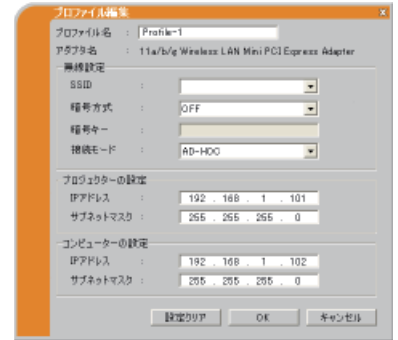 プロファイル編集
プロファイル名 : Profile-1
アダプタ名 : 11a/b/g Wireless LAN Mini PCI Express Adapter
無線設定
SSID :
暗号方式 : OFF
暗号キー :
接続モード : AD-HOC
プロジェクターの設定
IPアドレス : 192 . 168 . 1 . 101
サブネットマスク : 255 . 255 . 255 . 0
コンピューターの設定
IPアドレス : 192 . 168 . 1 . 102
サブネットマスク : 255 . 255 . 255 . 0
設定クリア OK キャンセル